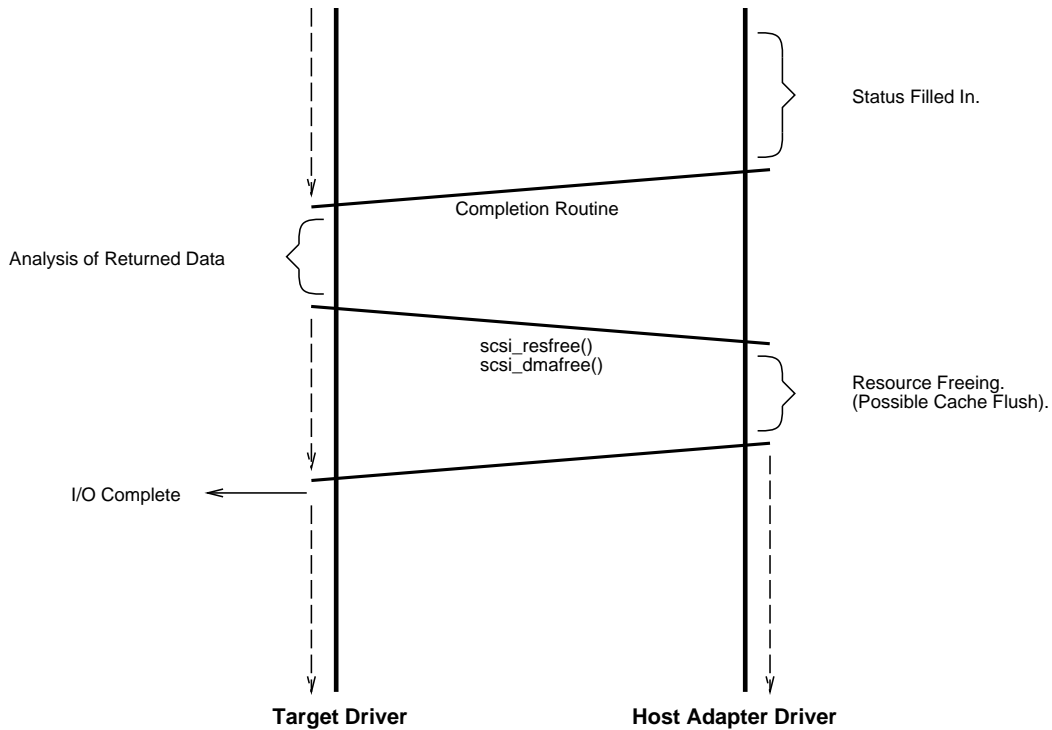 Status Filled In.
Completion Routine
Analysis of Returned Data
scsi_resfree()
scsi_dmafree()
Resource Freeing.
(Possible Cache Flush).
I/O Complete
Target Driver
Host Adapter Driver